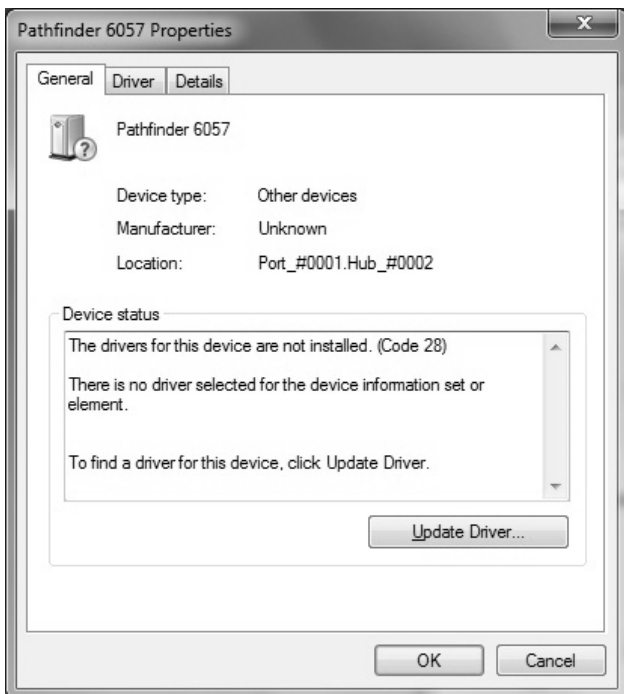 Pathfinder 6057 Properties
General Driver Details
Pathfinder 6057
Device type: Other devices
Manufacturer: Unknown
Location: Port_#0001.Hub_#0002
Device status
The drivers for this device are not installed. (Code 28)
There is no driver selected for the device information set or
element.
To find a driver for this device, click Update Driver.
Update Driver...
OK Cancel